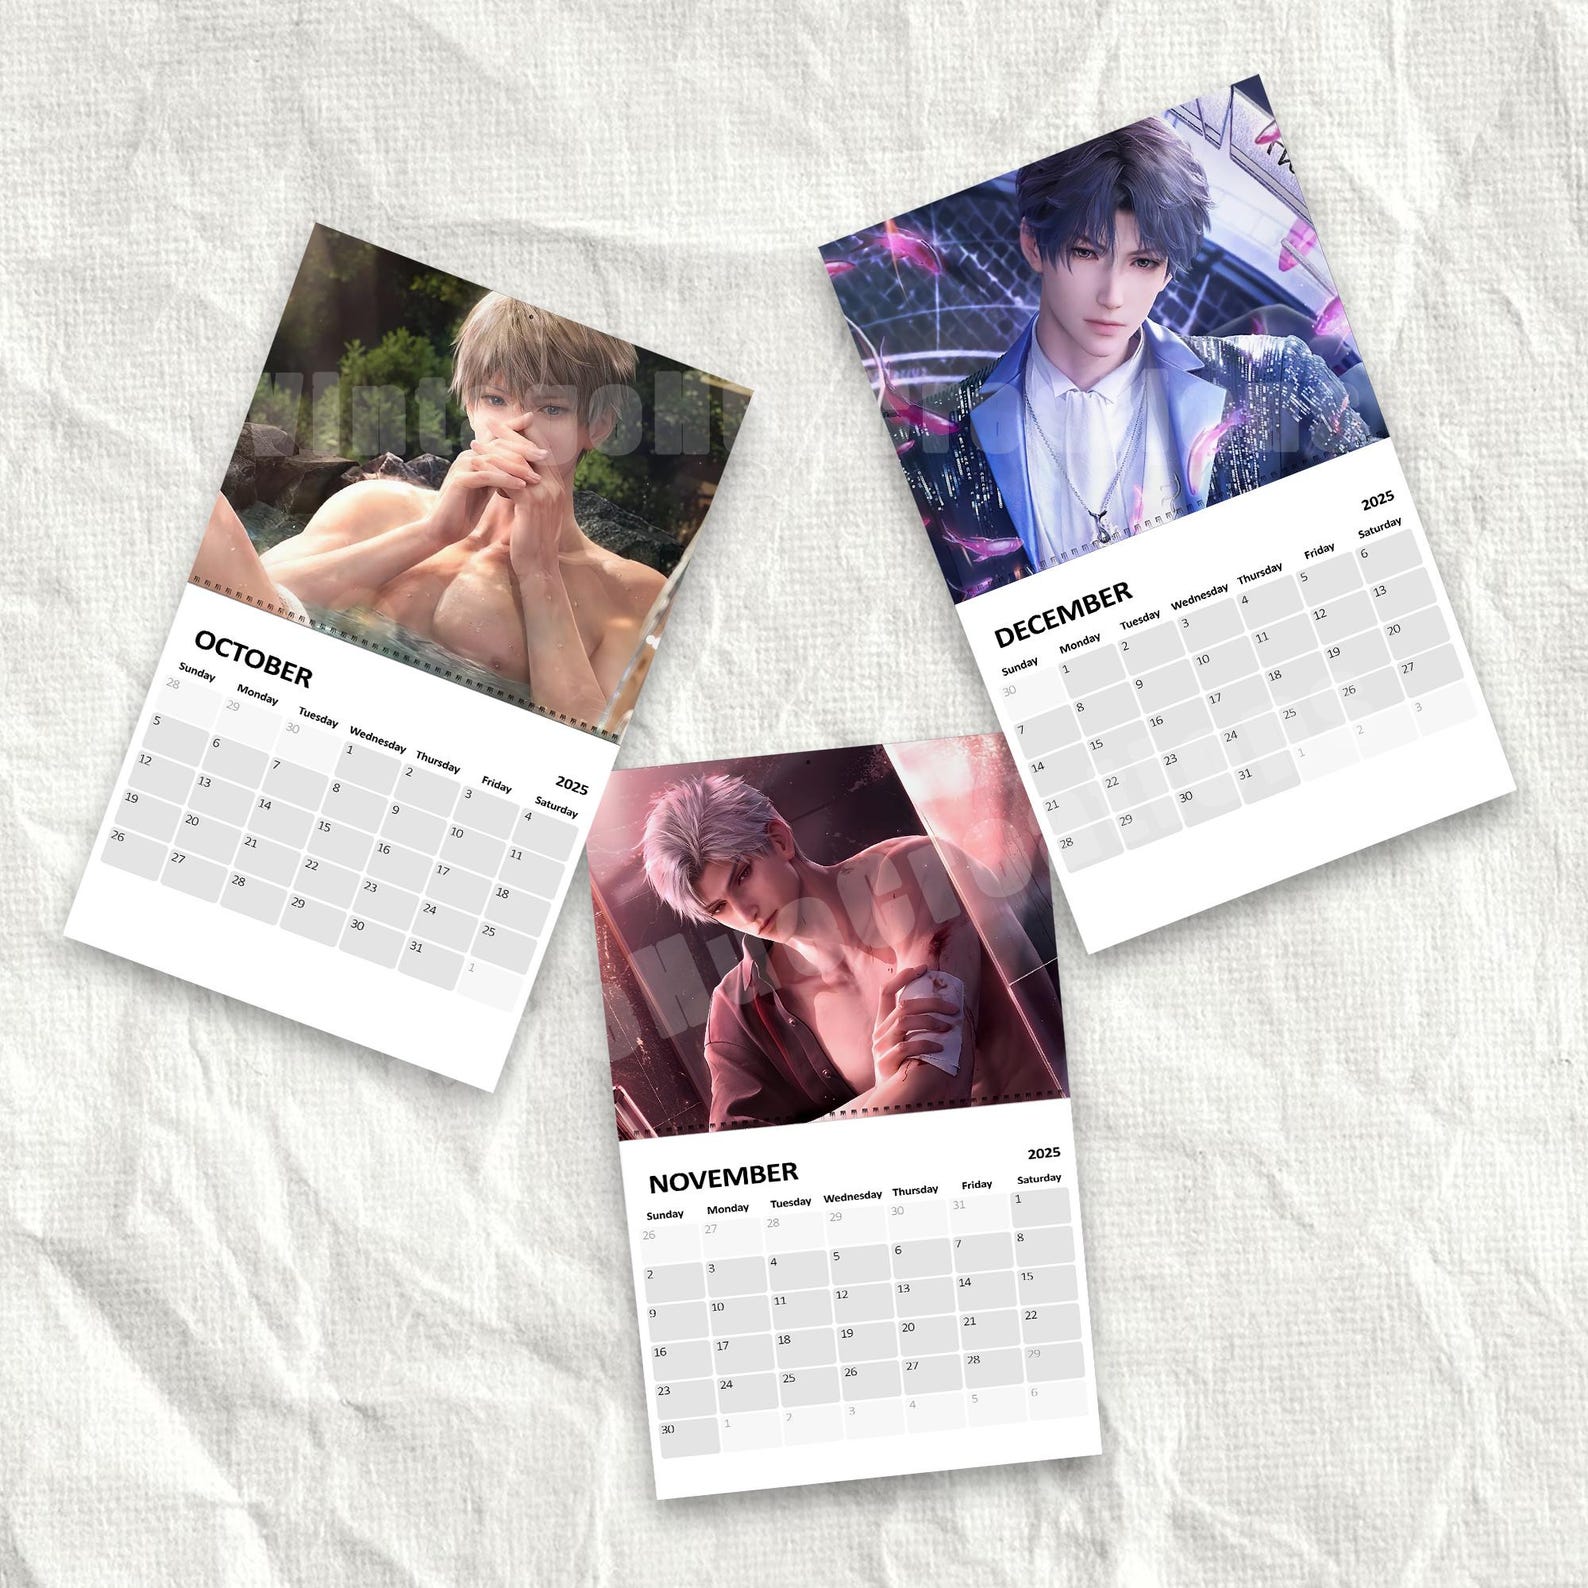 OCTOBER
2025
Sunday Monday Tuesday Wednesday Thursday Friday Saturday
28 29 30 1 2 3 4
5 6 7 8 9 10 11
12 13 14 15 16 17 18
19 20 21 22 23 24 25
26 27 28 29 30 31 1
DECEMBER
2025
Sunday Monday Tuesday Wednesday Thursday Friday Saturday
30 1 2 3 4 5 6
7 8 9 10 11 12 13
14 15 16 17 18 19 20
21 22 23 24 25 26 27
28 29 30 31 1 2 3
NOVEMBER
2025
Sunday Monday Tuesday Wednesday Thursday Friday Saturday
26 27 28 29 30 31 1
2 3 4 5 6 7 8
9 10 11 12 13 14 15
16 17 18 19 20 21 22
23 24 25 26 27 28 29
30 1 2 3 4 5 6